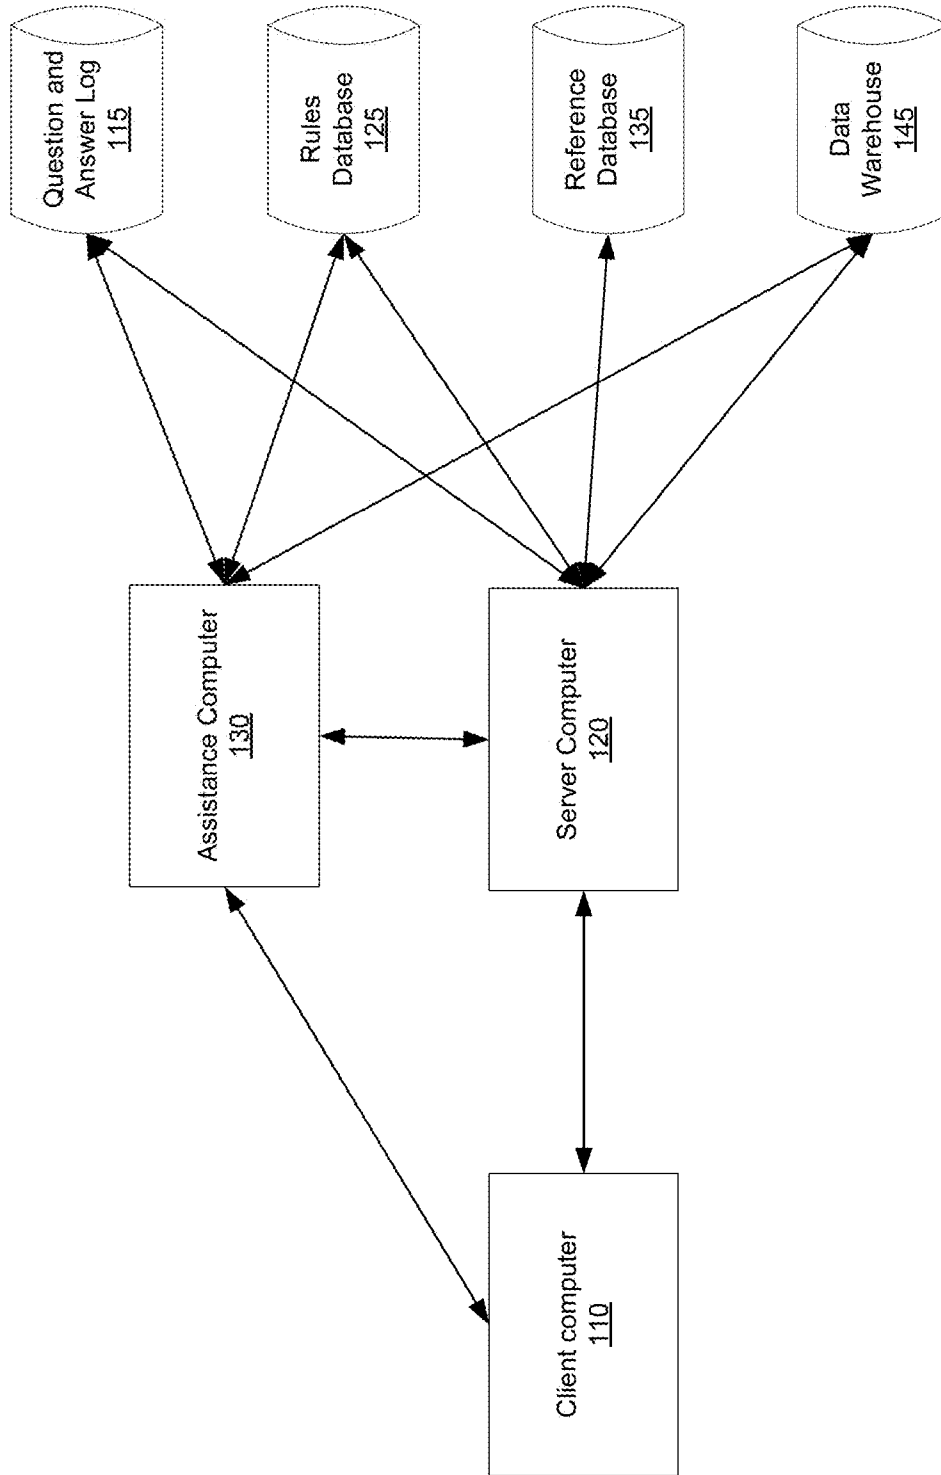 Question and
Answer Log
115
Rules
Database
125
Reference
Database
135
Data
Warehouse
145
Assistance Computer
130
Server Computer
120
Client computer
110